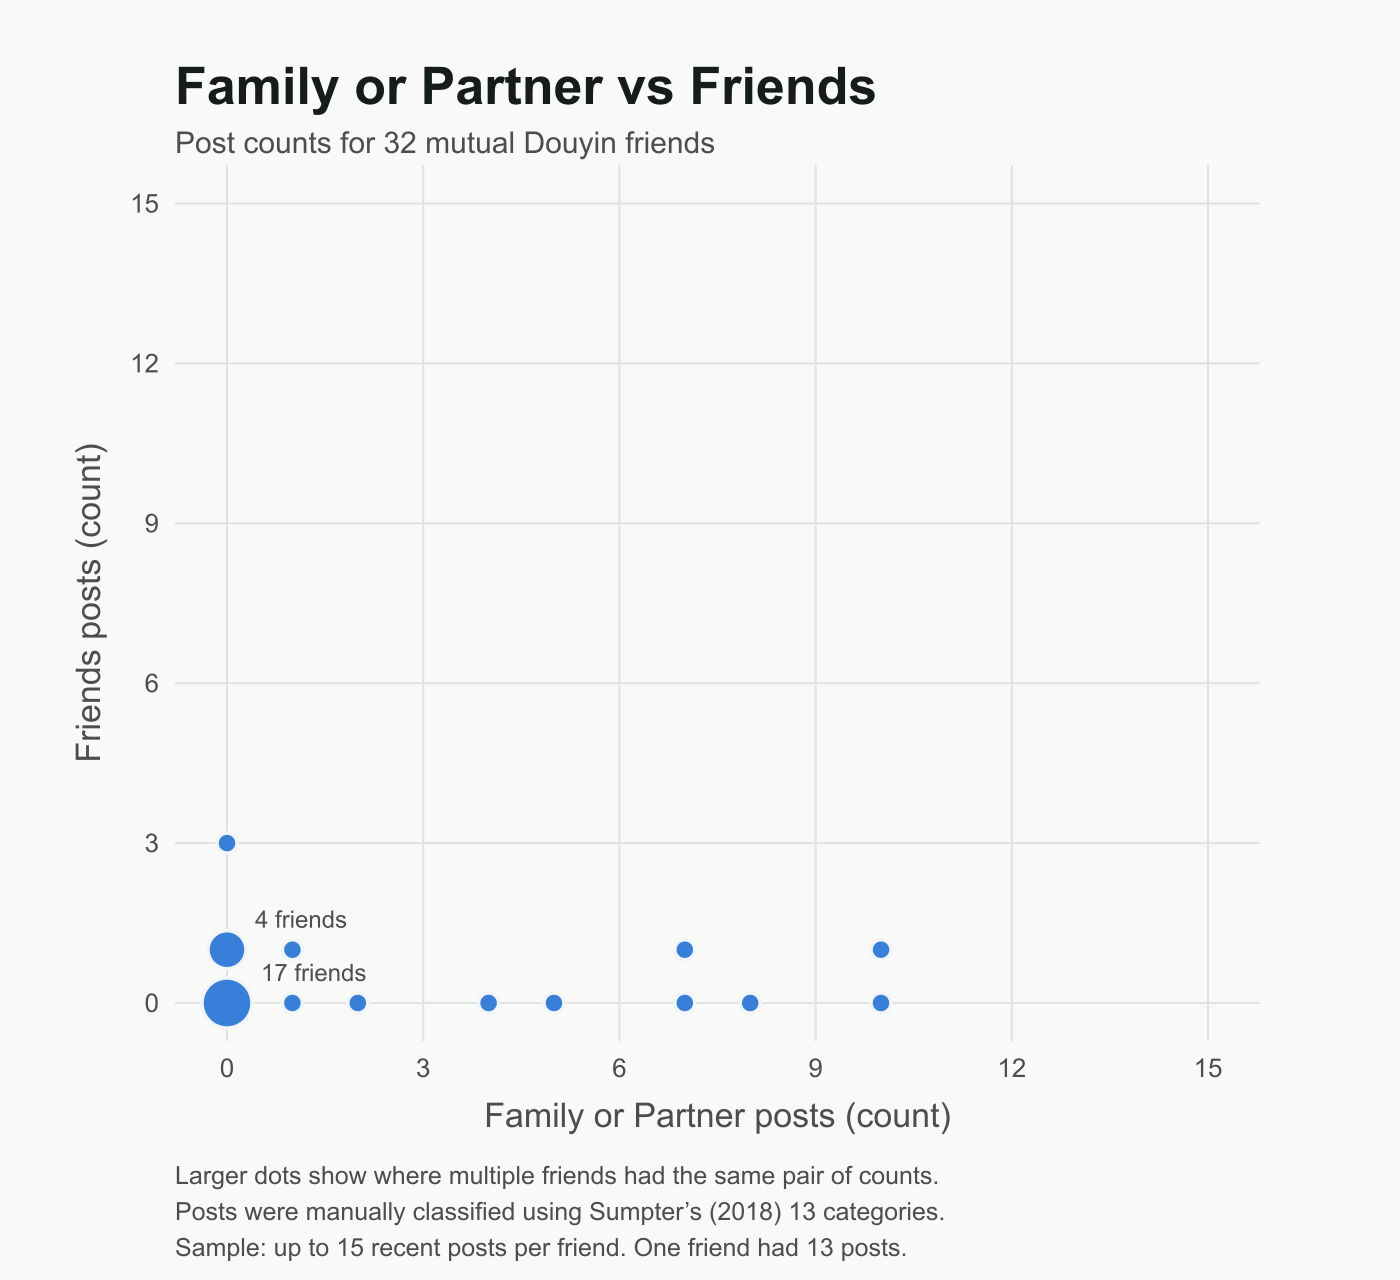 Family or Partner vs Friends
Post counts for 32 mutual Douyin friends
15
12
9
6
3
0
Friends posts (count)
4 friends
17 friends
0 3 6 9 12 15
Family or Partner posts (count)
Larger dots show where multiple friends had the same pair of counts.
Posts were manually classified using Sumpter’s (2018) 13 categories.
Sample: up to 15 recent posts per friend. One friend had 13 posts.